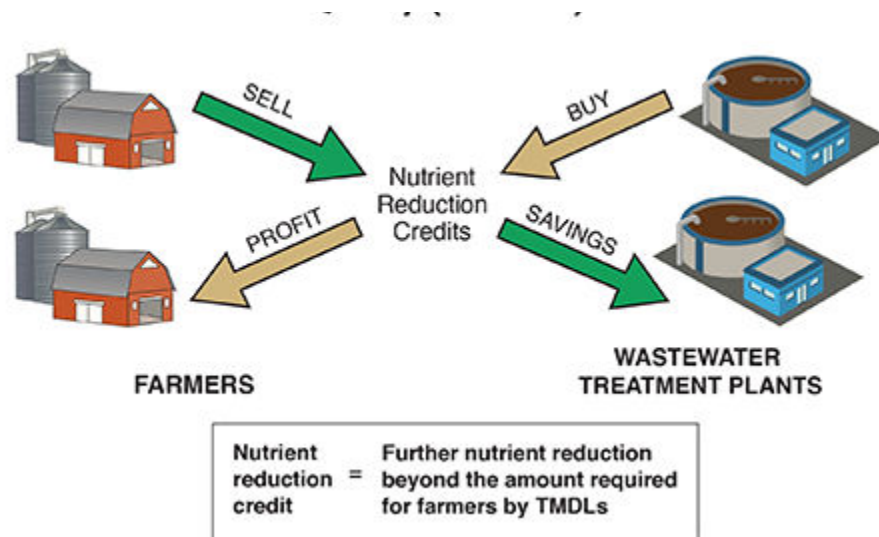 SELL
BUY
Nutrient
Reduction
Credits
PROFIT
SAVINGS
FARMERS
WASTEWATER
TREATMENT PLANTS
Nutrient
reduction
credit
=
Further nutrient reduction
beyond the amount required
for farmers by TMDLs